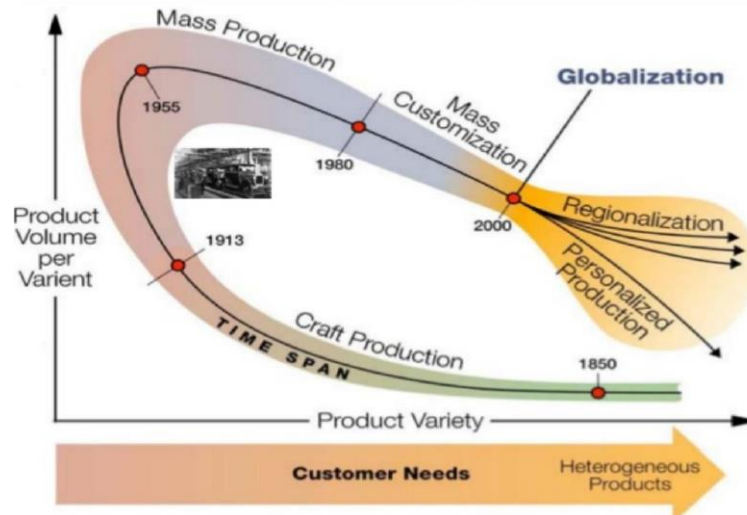 Mass Production
1955
Globalization
Mass
Customization
1980
2000
Regionalization
Personalized
Production
Product
Volume
per
Varient
1913
Craft Production
TIME SPAN
1850
Product Variety
Customer Needs
Heterogeneous
Products